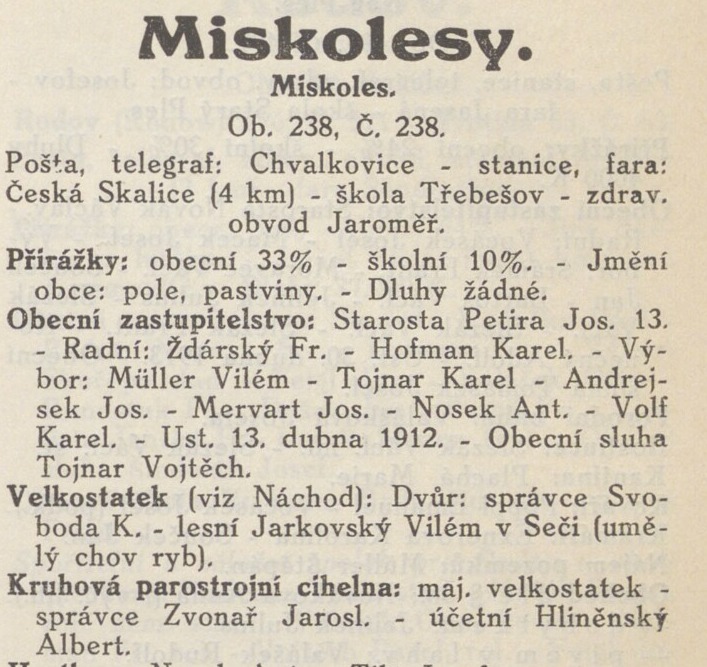 Miskolesy.
Miskoles.
Ob. 238, Č. 238.
Pošta, telegraf: Chvalkovice - stanice, fara:
Česká Skalice (4 km) - škola Třebešov - zdrav.
obvod Jaroměř.
Přirážky: obecní 33% - školní 10%. - Jmění
obce: pole, pastviny. - Dluhy žádné.
Obecní zastupitelstvo: Starosta Petira Jos. 13.
Radní: Ždárský Fr. - Hofman Karel. - Vý-
bor: Müller Vilém - Tojnar Karel - Andrej-
sek Jos. - Mervart Jos. - Nosek Ant. - Volf
Karel. - Ust. 13. dubna 1912. - Obecní sluha
Tojnar Vojtěch.
Velkostatek (viz Náchod): Dvůr: správce Svo-
boda K. - lesní Jarkovský Vilém v Seči (umě-
lý chov ryb).
Kruhová parostrojní cihelna: maj. velkostatek -
správce Zvonař Jarosl. - účetní Hliněnský
Albert.